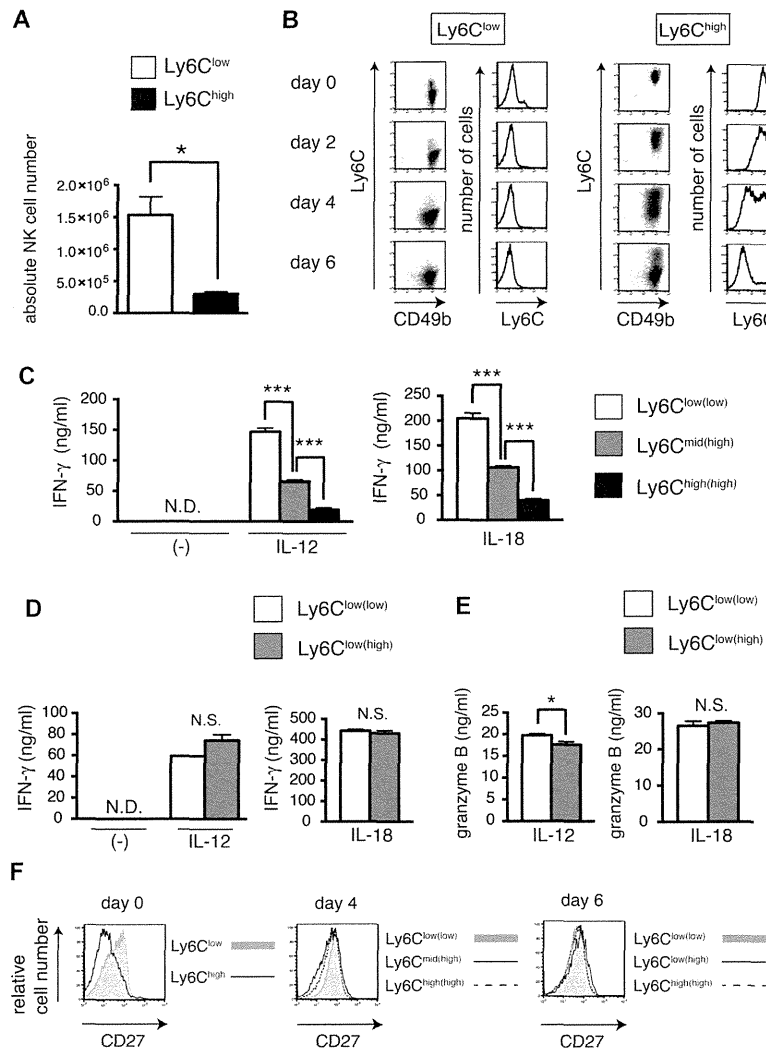 A
Ly6Clow
Ly6Chigh
*
absolute NK cell number
2.0×10⁶
1.5×10⁶
1.0×10⁶
5.0×10⁵
0.0
B
Ly6Clow
Ly6Chigh
day 0
day 2
day 4
day 6
Ly6C
number of cells
Ly6C
number of cells
CD49b
Ly6C
CD49b
Ly6C
C
IFN-γ (ng/ml)
200
150
100
50
0
N.D.
***
***
(-)
IL-12
IFN-γ (ng/ml)
250
200
150
100
50
0
***
***
IL-18
Ly6Clow(low)
Ly6Cmid(high)
Ly6Chigh(high)
D
Ly6Clow(low)
Ly6Clow(high)
IFN-γ (ng/ml)
100
80
60
40
20
0
N.D.
N.S.
(-)
IL-12
IFN-γ (ng/ml)
500
400
300
200
100
0
N.S.
IL-18
E
Ly6Clow(low)
Ly6Clow(high)
granzyme B (ng/ml)
25
20
15
10
5
0
*
IL-12
granzyme B (ng/ml)
30
20
10
0
N.S.
IL-18
F
day 0
day 4
day 6
relative
cell number
Ly6Clow
Ly6Chigh
Ly6Clow(low)
Ly6Cmid(high)
Ly6Chigh(high)
Ly6Clow(low)
Ly6Clow(high)
Ly6Chigh(high)
CD27
CD27
CD27